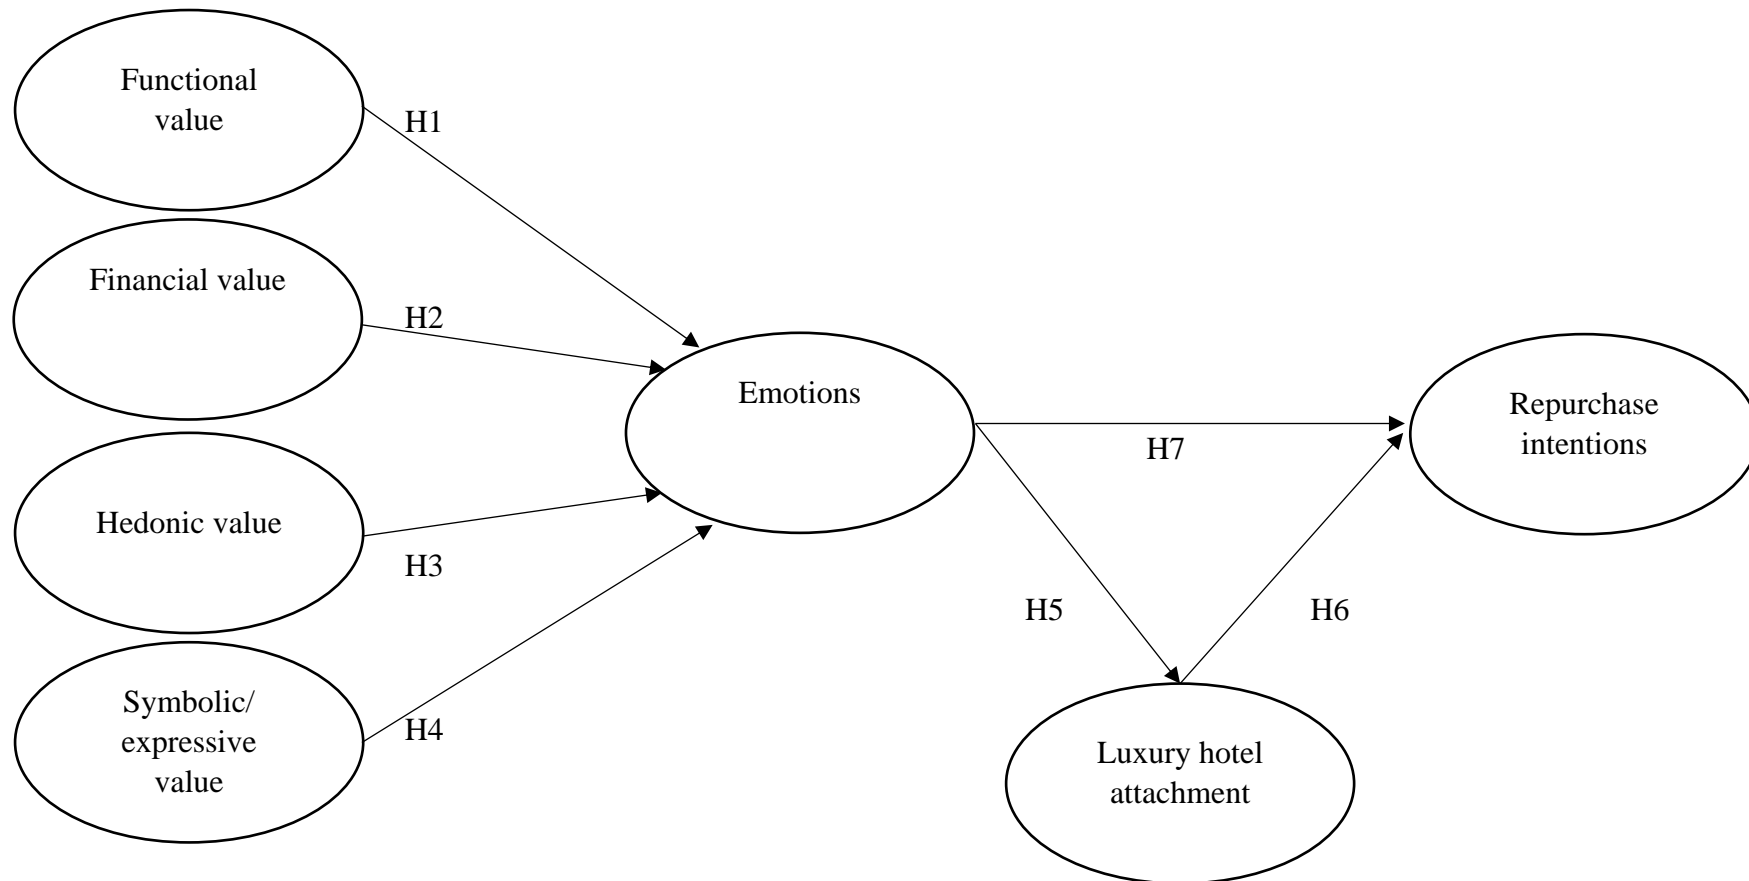 Functional
value
H1
Financial value
H2
Emotions
Repurchase
intentions
H7
Hedonic value
H3
H5
H6
Symbolic/
expressive
value
H4
Luxury hotel
attachment